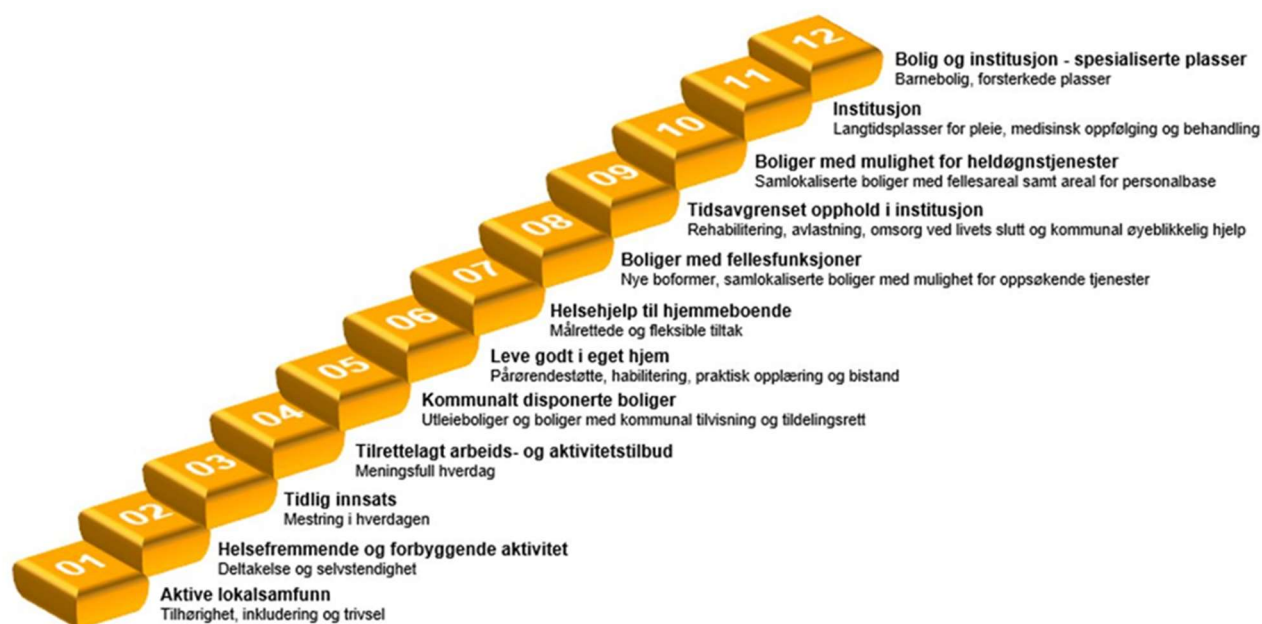 12
Bolig og institusjon - spesialiserte plasser
Barnebolig, forsterkede plasser
11
Institusjon
Langtidsplasser for pleie, medisinsk oppfølging og behandling
10
Boliger med mulighet for heldøgnstjenester
Samlokaliserte boliger med fellesareal samt areal for personalbase
09
Tidsavgrenset opphold i institusjon
Rehabilitering, avlastning, omsorg ved livets slutt og kommunal øyeblikkelig hjelp
08
Boliger med fellesfunksjoner
Nye boformer, samlokaliserte boliger med mulighet for oppsøkende tjenester
07
Helsehjelp til hjemmeboende
Målrettede og fleksible tiltak
06
Leve godt i eget hjem
Pårørendestøtte, habilitering, praktisk opplæring og bistand
05
Kommunalt disponerte boliger
Utleieboliger og boliger med kommunal tilvisning og tildelingsrett
04
Tilrettelagt arbeids- og aktivitetstilbud
Meningsfull hverdag
03
Tidlig innsats
Mestring i hverdagen
02
Helsefremmende og forbyggende aktivitet
Deltakelse og selvstendighet
01
Aktive lokalsamfunn
Tilhørighet, inkludering og trivsel